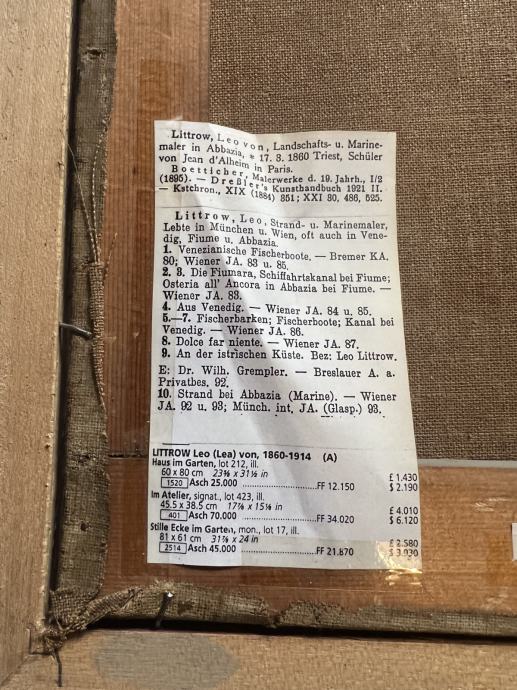 Littrow, Leo von, Landschafts- u. Marine-
maler in Abbazia, * 17. 3. 1860 Triest, Schüler
von Jean d'Alheim in Paris.
Boetticher, Malerwerke d. 19. Jahrh., I/2
(1895). — Dreßler's Kunsthandbuch 1921 II.
— Kstchron., XIX (1884) 851; XXI 80, 486, 525.
Littrow, Leo, Strand- u. Marinemaler,
Lebte in München u. Wien, oft auch in Vene-
dig, Fiume u. Abbazia.
1. Venezianische Fischerboote. — Bremer KA.
80; Wiener JA. 83 u. 85.
2. 3. Die Fiumara, Schiffahrtskanal bei Fiume;
Osteria all' Ancora in Abbazia bei Fiume. —
Wiener JA. 83.
4. Aus Venedig. — Wiener JA. 84 u. 85.
5.—7. Fischerbarken; Fischerboote; Kanal bei
Venedig. — Wiener JA. 86.
8. Dolce far niente. — Wiener JA. 87.
9. An der istrischen Küste. Bez: Leo Littrow.
E: Dr. Wilh. Grempler. — Breslauer A. a.
Privatbes. 92.
10. Strand bei Abbazia (Marine). — Wiener
JA. 92 u. 93; Münch. int. JA. (Glasp.) 93.
LITTROW Leo (Lea) von, 1860-1914 (A)
Haus im Garten, lot 212, ill.
60 x 80 cm 23⅝ x 31½ in £ 1.430
1520 Asch 25.000 FF 12.150 $ 2.190
Im Atelier, signat., lot 423, ill.
45.5 x 38.5 cm 17⅞ x 15⅛ in £ 4.010
401 Asch 70.000 FF 34.020 $ 6.120
Stille Ecke im Garten, mon., lot 17, ill.
81 x 61 cm 31⅞ x 24 in £ 2.580
2514 Asch 45.000 FF 21.870 $ 3.930